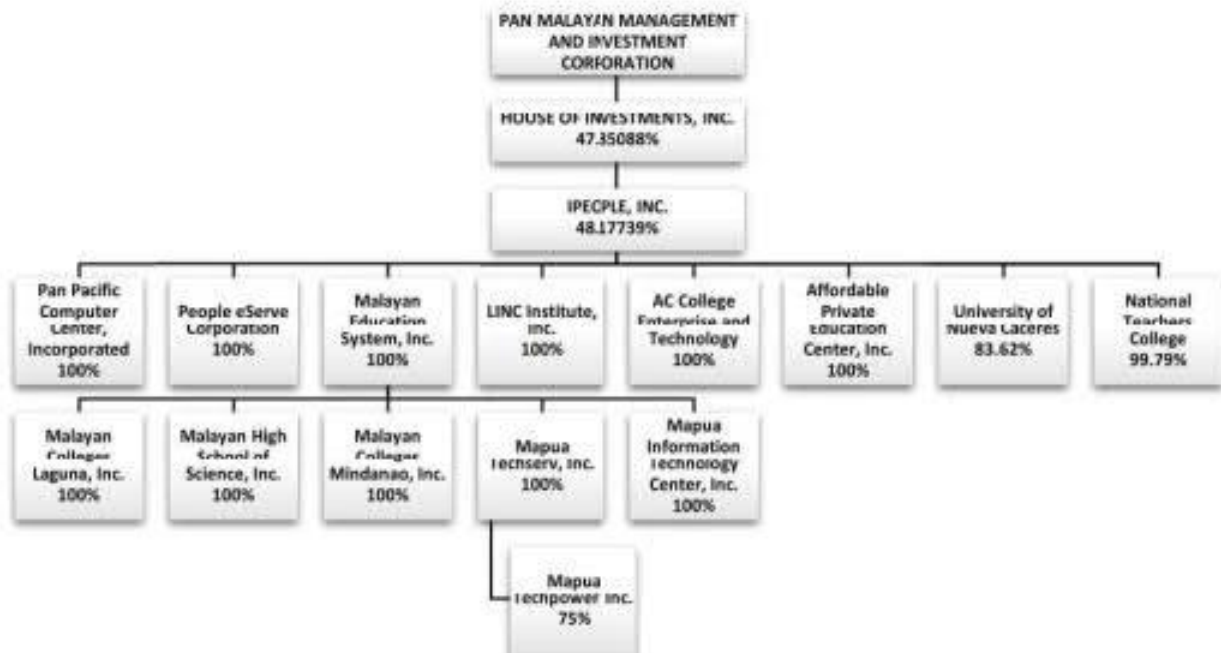 PAN MALAYAN MANAGEMENT
AND INVESTMENT
CORPORATION
HOUSE OF INVESTMENTS, INC.
47.35088%
IPECPLE, INC.
48.17739%
Pan Pacific
Computer
Center,
Incorporated
100%
People eServe
Corporation
100%
Malayan
Education
System, Inc.
100%
LINC Institute,
Inc.
100%
AC College
Enterprise and
Technology
100%
Affordable
Private
Education
Center, Inc.
100%
University of
Nueva Caceres
83.62%
National
Teachers
College
99.79%
Malayan
Colleges
Laguna, Inc.
100%
Malayan High
School of
Science, Inc.
100%
Malayan
Colleges
Mindanao, Inc.
100%
Mapua
Techserv, Inc.
100%
Mapua
Information
Technology
Center, Inc.
100%
Mapua
Techpower Inc.
75%